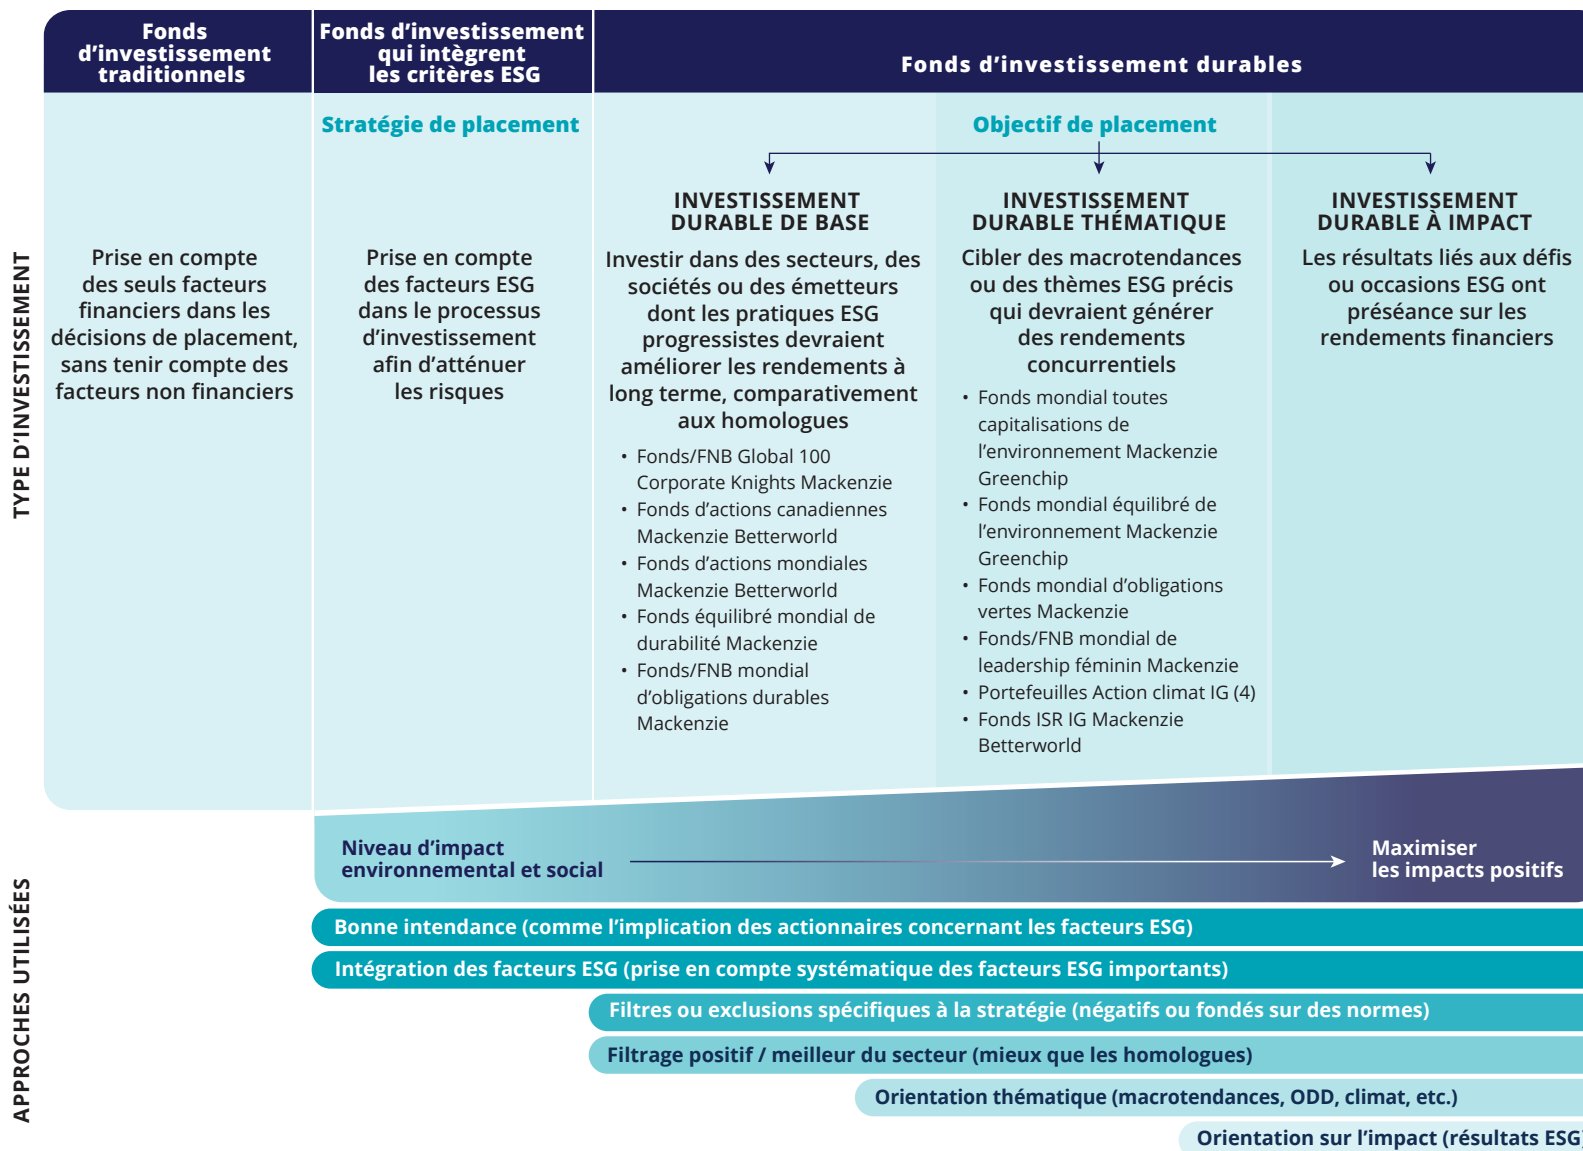 Fonds
d’investissement
traditionnels
Fonds d’investissement
qui intègrent
les critères ESG
Fonds d’investissement durables
Stratégie de placement
Objectif de placement
TYPE D’INVESTISSEMENT
Prise en compte
des seuls facteurs
financiers dans les
décisions de placement,
sans tenir compte des
facteurs non financiers
Prise en compte
des facteurs ESG
dans le processus
d’investissement
afin d’atténuer
les risques
INVESTISSEMENT
DURABLE DE BASE
Investir dans des secteurs, des
sociétés ou des émetteurs
dont les pratiques ESG
progressistes devraient
améliorer les rendements à
long terme, comparativement
aux homologues
• Fonds/FNB Global 100
Corporate Knights Mackenzie
• Fonds d’actions canadiennes
Mackenzie Betterworld
• Fonds d’actions mondiales
Mackenzie Betterworld
• Fonds équilibré mondial de
durabilité Mackenzie
• Fonds/FNB mondial
d’obligations durables
Mackenzie
INVESTISSEMENT
DURABLE THÉMATIQUE
Cibler des macrotendances
ou des thèmes ESG précis
qui devraient générer
des rendements
concurrentiels
• Fonds mondial toutes
capitalisations de
l’environnement Mackenzie
Greenchip
• Fonds mondial équilibré de
l’environnement Mackenzie
Greenchip
• Fonds mondial d’obligations
vertes Mackenzie
• Fonds/FNB mondial de
leadership féminin Mackenzie
• Portefeuilles Action climat IG (4)
• Fonds ISR IG Mackenzie
Betterworld
INVESTISSEMENT
DURABLE À IMPACT
Les résultats liés aux défis
ou occasions ESG ont
préséance sur les
rendements financiers
APPROCHES UTILISÉES
Niveau d’impact
environnemental et social
Maximiser
les impacts positifs
Bonne intendance (comme l’implication des actionnaires concernant les facteurs ESG)
Intégration des facteurs ESG (prise en compte systématique des facteurs ESG importants)
Filtres ou exclusions spécifiques à la stratégie (négatifs ou fondés sur des normes)
Filtrage positif / meilleur du secteur (mieux que les homologues)
Orientation thématique (macrotendances, ODD, climat, etc.)
Orientation sur l’impact (résultats ESG)